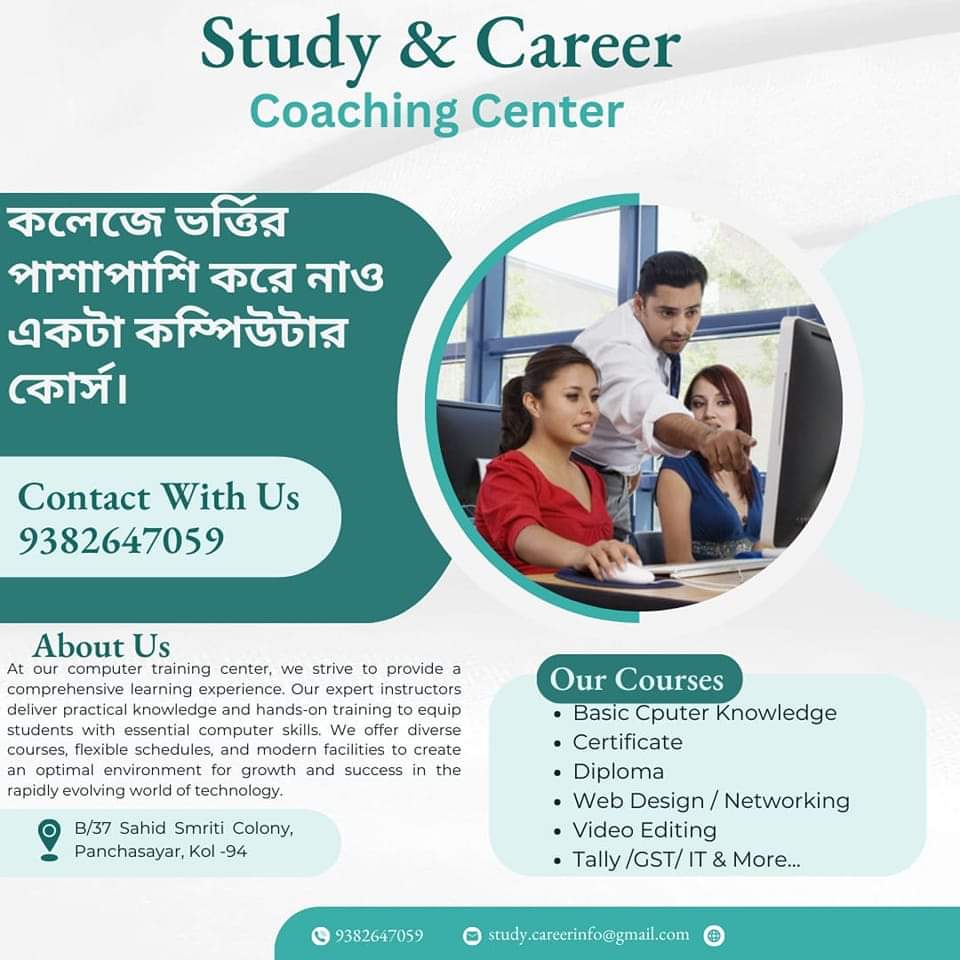 Study & Career
Coaching Center
কলেজে ভর্ত্তির
পাশাপাশি করে নাও
একটা কম্পিউটার
কোর্স।
Contact With Us
9382647059
About Us
At our computer training center, we strive to provide a
comprehensive learning experience. Our expert instructors
deliver practical knowledge and hands-on training to equip
students with essential computer skills. We offer diverse
courses, flexible schedules, and modern facilities to create
an optimal environment for growth and success in the
rapidly evolving world of technology.
B/37 Sahid Smriti Colony,
Panchasayar, Kol -94
Our Courses
• Basic Cputer Knowledge
• Certificate
• Diploma
• Web Design / Networking
• Video Editing
• Tally /GST/ IT & More...
9382647059 study.careerinfo@gmail.com